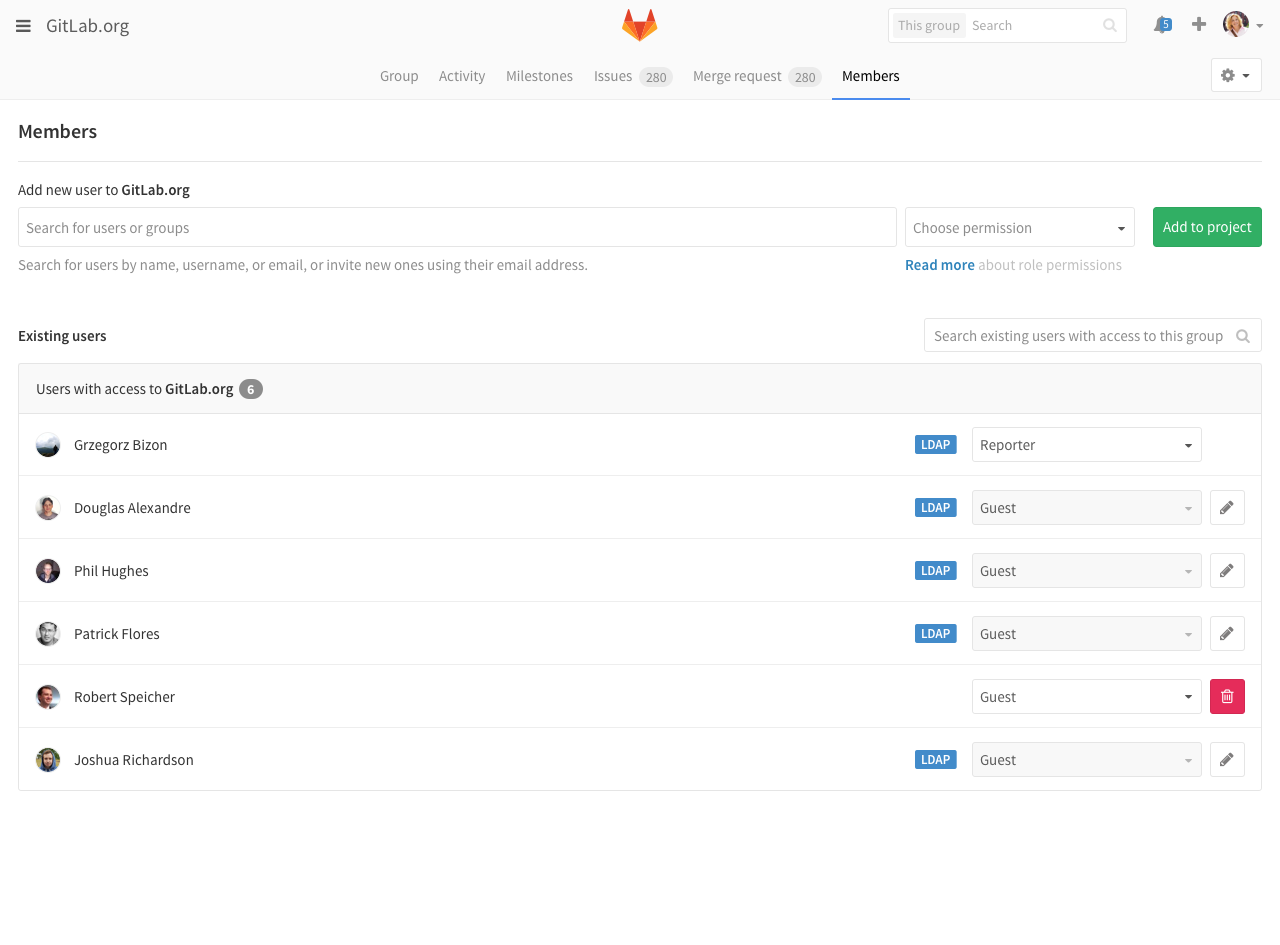 GitLab.org
This group Search
5
Group Activity Milestones Issues 280 Merge request 280 Members
Members
Add new user to GitLab.org
Search for users or groups Choose permission Add to project
Search for users by name, username, or email, or invite new ones using their email address. Read more about role permissions
Existing users Search existing users with access to this group
Users with access to GitLab.org 6
Grzegorz Bizon LDAP Reporter
Douglas Alexandre LDAP Guest
Phil Hughes LDAP Guest
Patrick Flores LDAP Guest
Robert Speicher Guest
Joshua Richardson LDAP Guest